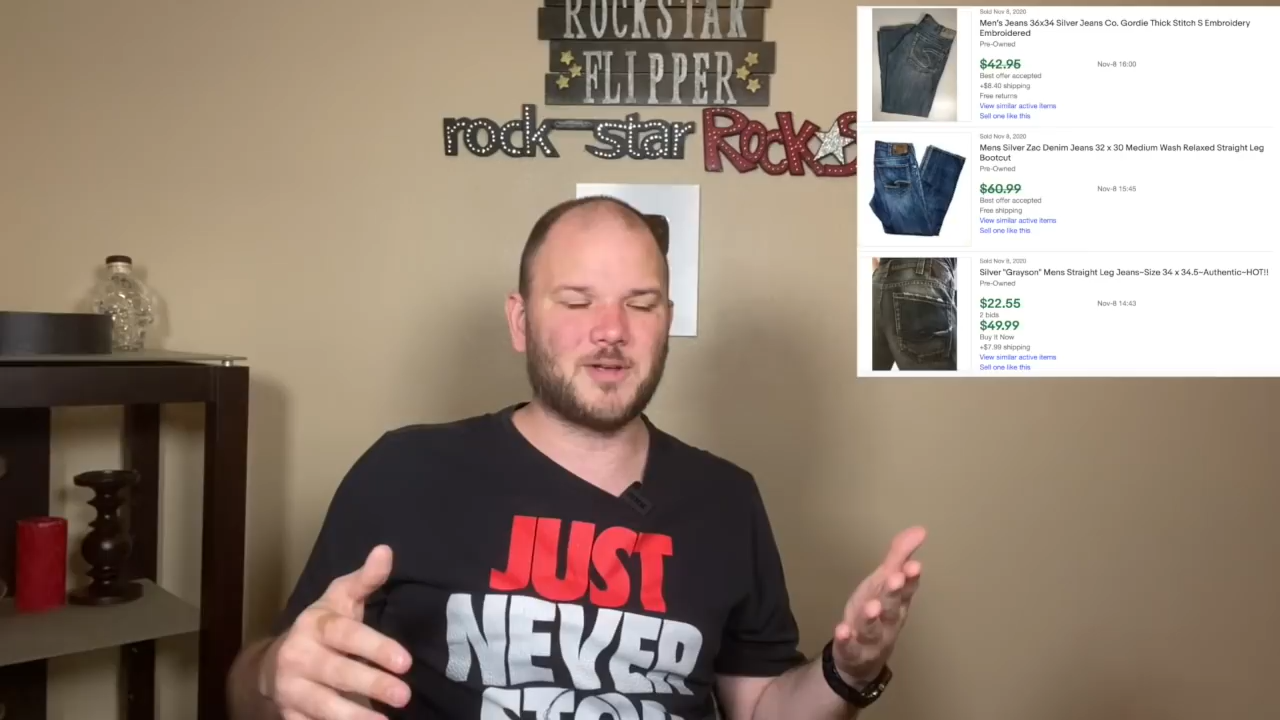 ROCKSTAR
FLIPPER
rock star
ROCKS
JUST
NEVER
STOP
Sold Nov 8, 2020
Men's Jeans 36x34 Silver Jeans Co. Gordie Thick Stitch S Embroidery
Embroidered
Pre-Owned
$42.95
Nov-8 16:00
Best offer accepted
+$8.40 shipping
Free returns
View similar active items
Sell one like this
Sold Nov 8, 2020
Mens Silver Zac Denim Jeans 32 x 30 Medium Wash Relaxed Straight Leg
Bootcut
Pre-Owned
$60.99
Nov-8 15:45
Best offer accepted
Free shipping
View similar active items
Sell one like this
Sold Nov 8, 2020
Silver "Grayson" Mens Straight Leg Jeans~Size 34 x 34.5~Authentic~HOT!!
Pre-Owned
$22.55
Nov-8 14:43
2 bids
$49.99
Buy It Now
+$7.99 shipping
View similar active items
Sell one like this